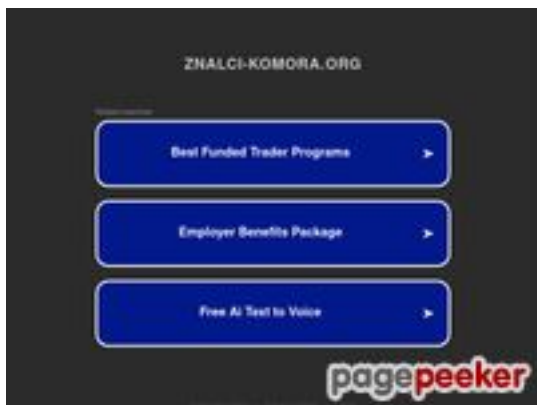 ZNALCI-KOMORA.ORG
Best Funded Trader Programs
Employer Benefits Package
Free Ai Text to Voice
pagepeeker